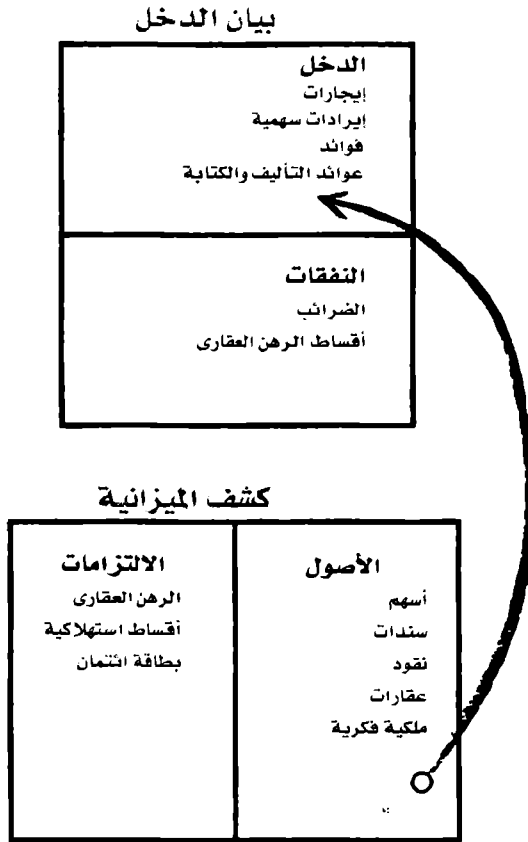 بيان الدخل
الدخل
إيجارات
إيرادات سهمية
فوائد
عوائد التأليف والكتابة
النفقات
الضرائب
أقساط الرهن العقارى
كشف الميزانية
الأصول
أسهم
سندات
نقود
عقارات
ملكية فكرية
الالتزامات
الرهن العقارى
أقساط استهلاكية
بطاقة ائتمان